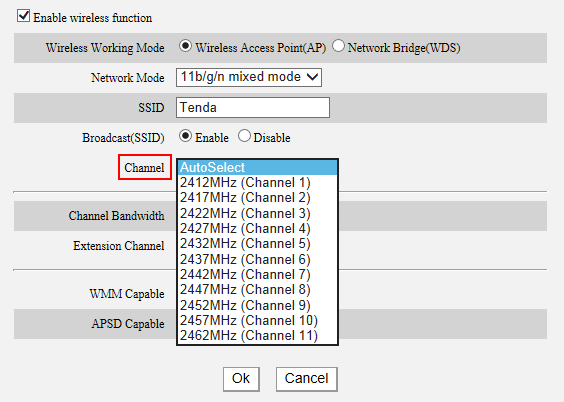 Enable wireless function
Wireless Working Mode Wireless Access Point(AP) Network Bridge(WDS)
Network Mode 11b/g/n mixed mode
SSID Tenda
Broadcast(SSID) Enable Disable
Channel AutoSelect
2412MHz (Channel 1)
2417MHz (Channel 2)
2422MHz (Channel 3)
2427MHz (Channel 4)
2432MHz (Channel 5)
2437MHz (Channel 6)
2442MHz (Channel 7)
2447MHz (Channel 8)
2452MHz (Channel 9)
2457MHz (Channel 10)
2462MHz (Channel 11)
Channel Bandwidth
Extension Channel
WMM Capable
APSD Capable
Ok Cancel